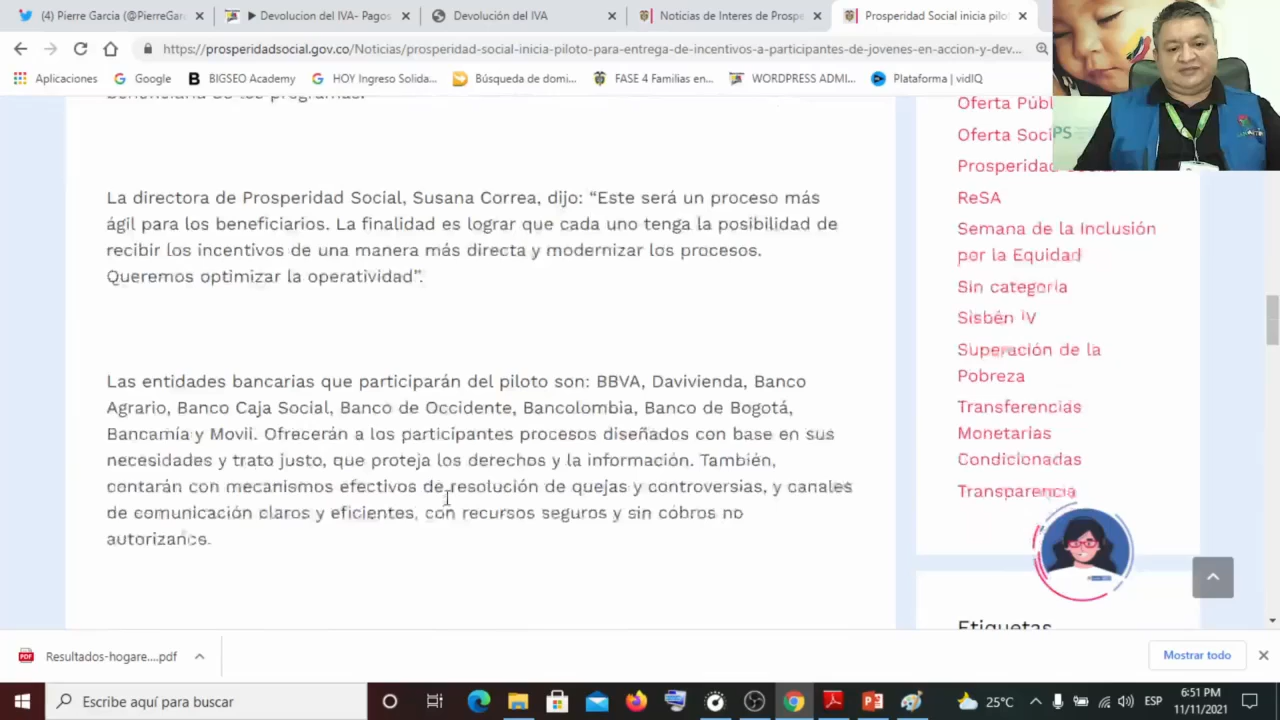 (4) Pierre Garcia (@PierreGar
Devolucion del IVA- Pagos
Devolución del IVA
Noticias de Interes de Prospe
Prosperidad Social inicia pilo
https://prosperidadsocial.gov.co/Noticias/prosperidad-social-inicia-piloto-para-entrega-de-incentivos-a-participantes-de-jovenes-en-accion-y-dev...
Aplicaciones
Google
BIGSEO Academy
HOY Ingreso Solida...
Búsqueda de domi...
FASE 4 Familias en...
WORDPRESS ADMI...
Plataforma | vidIQ
beneficiaria de los programas.
La directora de Prosperidad Social, Susana Correa, dijo: “Este será un proceso más
ágil para los beneficiarios. La finalidad es lograr que cada uno tenga la posibilidad de
recibir los incentivos de una manera más directa y modernizar los procesos.
Queremos optimizar la operatividad”.
Las entidades bancarias que participarán del piloto son: BBVA, Davivienda, Banco
Agrario, Banco Caja Social, Banco de Occidente, Bancolombia, Banco de Bogotá,
Bancamía y Movii. Ofrecerán a los participantes procesos diseñados con base en sus
necesidades y trato justo, que proteja los derechos y la información. También,
contarán con mecanismos efectivos de resolución de quejas y controversias, y canales
de comunicación claros y eficientes, con recursos seguros y sin cobros no
Oferta Públ
Oferta Soci
Prosperidad Social
ReSA
Semana de la Inclusión
por la Equidad
Sin categoría
Sisbén IV
Superación de la
Pobreza
Transferencias
Monetarias
Condicionadas
Transparencia
Etiquetas
PS
Resultados-hogare....pdf
Mostrar todo
Escribe aquí para buscar
25°C
ESP
6:51 PM
11/11/2021